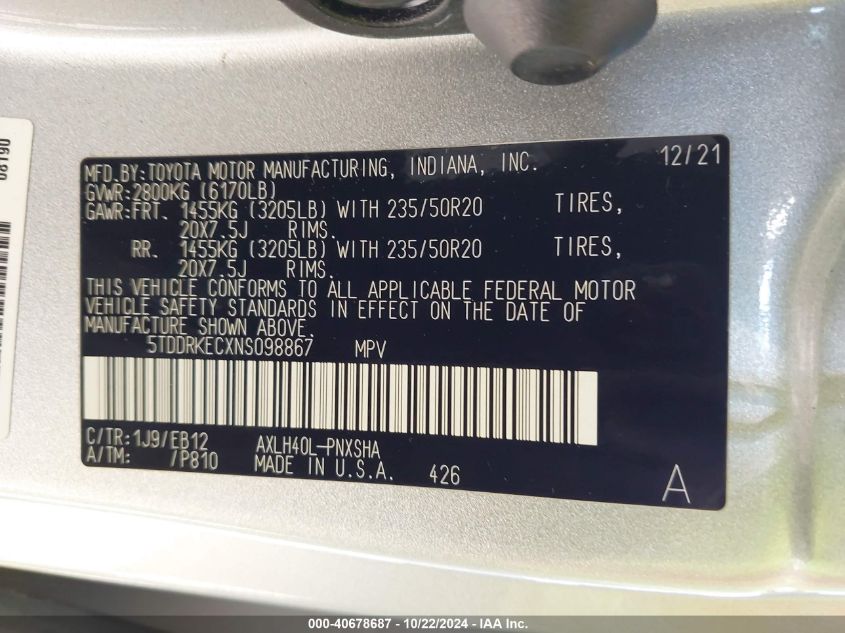 MFD.BY:TOYOTA MOTOR MANUFACTURING, INDIANA, INC. 12/21
GVWR:2800KG (6170LB)
GAWR:FRT. 1455KG (3205LB) WITH 235/50R20 TIRES,
20X7.5J RIMS.
RR. 1455KG (3205LB) WITH 235/50R20 TIRES,
20X7.5J RIMS.
THIS VEHICLE CONFORMS TO ALL APPLICABLE FEDERAL MOTOR
VEHICLE SAFETY STANDARDS IN EFFECT ON THE DATE OF
MANUFACTURE SHOWN ABOVE.
5TDDRKECXNS098867 MPV
C/TR:1J9/EB12 AXLH40L-PNXSHA
A/TM: /P810 MADE IN U.S.A. 426 A
06180
000-40678687 - 10/22/2024 - IAA Inc.